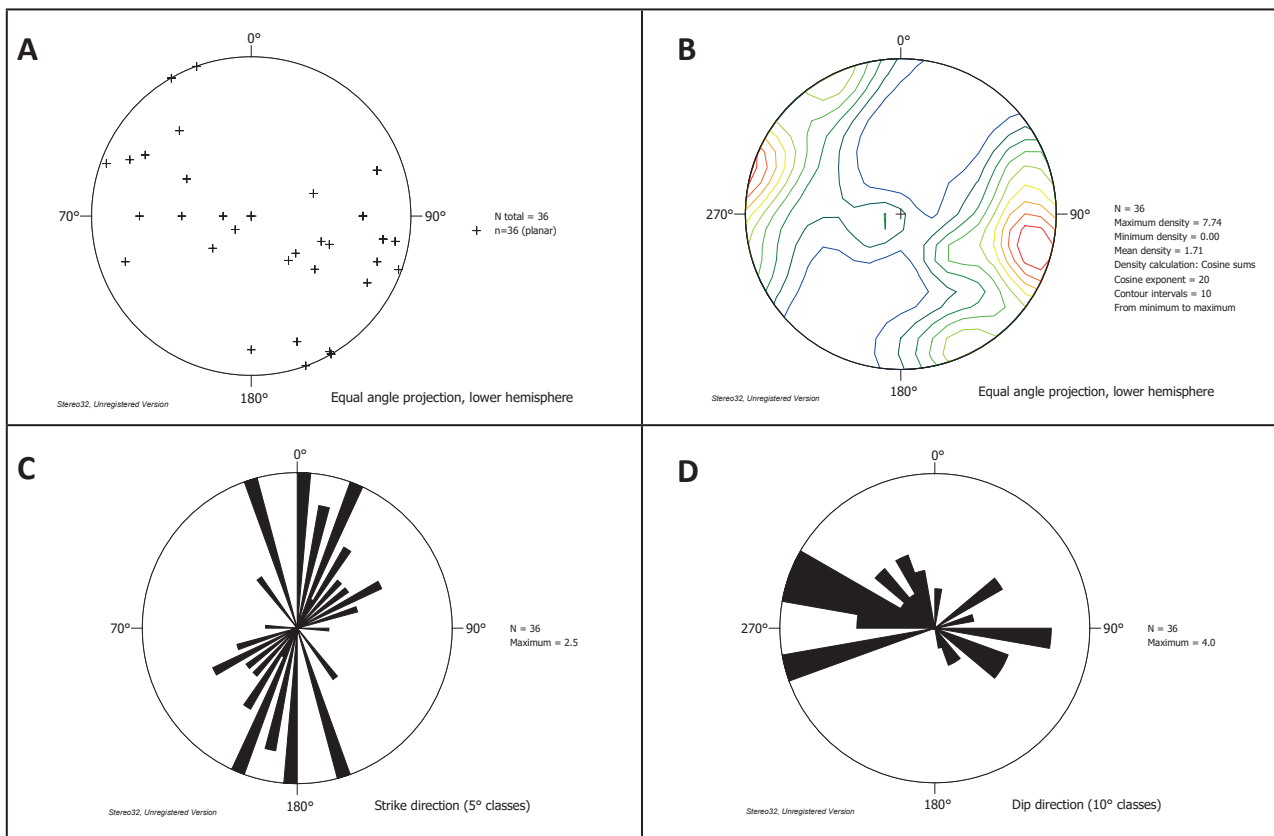 A
0°
70°
90°
N total = 36
n=36 (planar)
180°
Stereo32, Unregistered Version
Equal angle projection, lower hemisphere
B
0°
270°
90°
N = 36
Maximum density = 7.74
Minimum density = 0.00
Mean density = 1.71
Density calculation: Cosine sums
Cosine exponent = 20
Contour intervals = 10
From minimum to maximum
180°
Stereo32, Unregistered Version
Equal angle projection, lower hemisphere
C
0°
70°
90°
N = 36
Maximum = 2.5
180°
Stereo32, Unregistered Version
Strike direction (5° classes)
D
0°
270°
90°
N = 36
Maximum = 4.0
180°
Stereo32, Unregistered Version
Dip direction (10° classes)